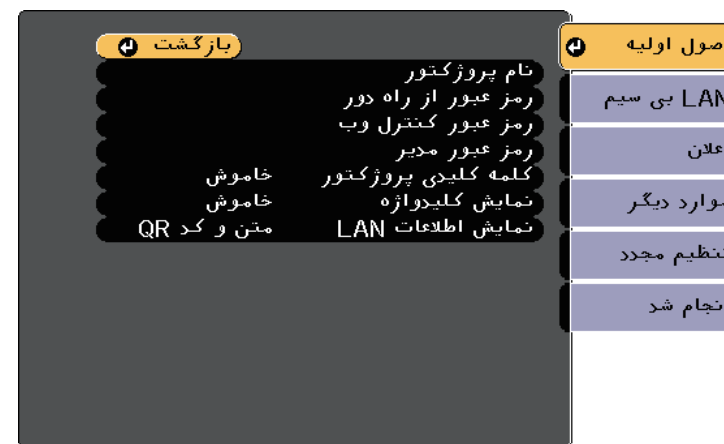 بازگشت
نام پروژکتور
رمز عبور از راه دور
رمز عبور کنترل وب
رمز عبور مدیر
کلمه کلیدی پروژکتور خاموش
نمایش کلیدواژه خاموش
نمایش اطلاعات LAN متن و کد QR
صول اولیه
LAN بی سیم
علان
وارد دیگر
تنظیم مجدد
نجام شد